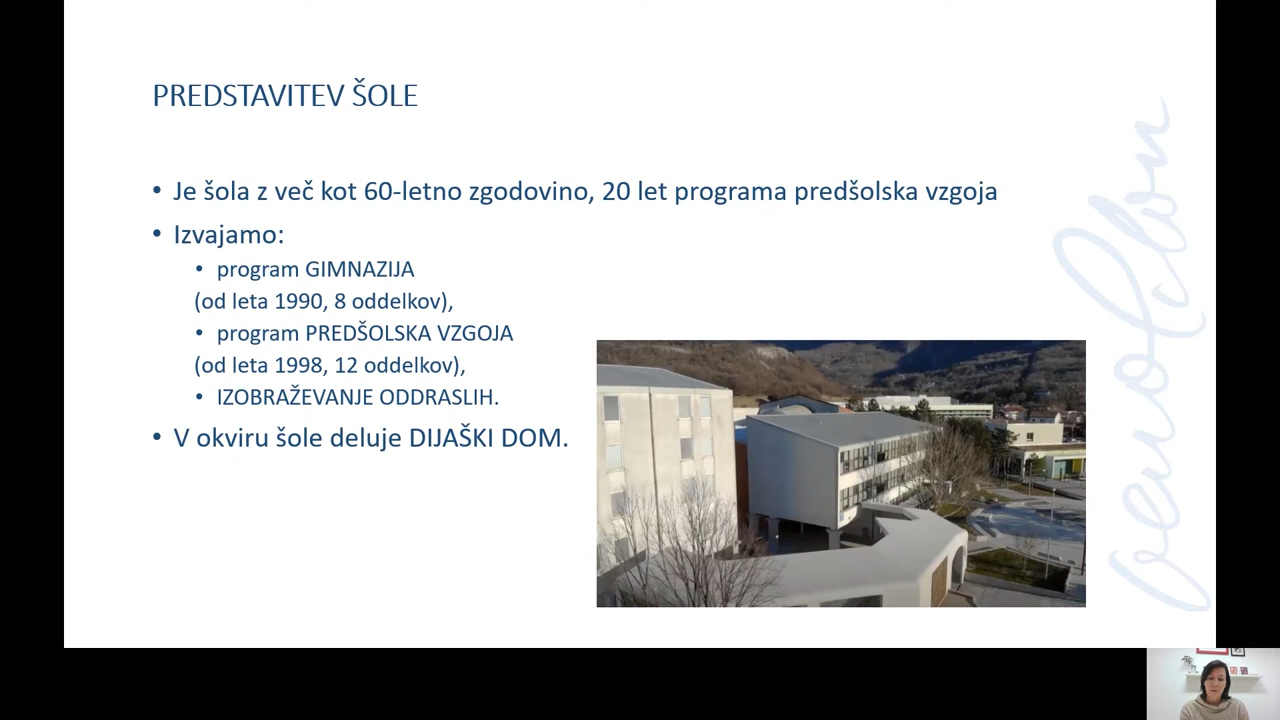 PREDSTAVITEV ŠOLE
• Je šola z več kot 60-letno zgodovino, 20 let programa predšolska vzgoja
• Izvajamo:
• program GIMNAZIJA
(od leta 1990, 8 oddelkov),
• program PREDŠOLSKA VZGOJA
(od leta 1998, 12 oddelkov),
• IZOBRAŽEVANJE ODDRASLIH.
• V okviru šole deluje DIJAŠKI DOM.